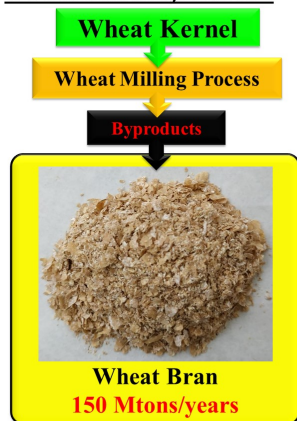 Wheat Kernel
Wheat Milling Process
Byproducts
Wheat Bran
150 Mtons/years